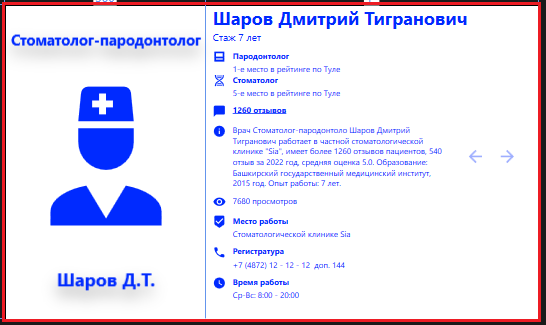 Стоматолог-пародонтолог
Шаров Д.Т.
Шаров Дмитрий Тигранович
Стаж 7 лет
Пародонтолог
1-е место в рейтинге по Туле
Стоматолог
5-е место в рейтинге по Туле
1260 отзывов
Врач Стоматолог-пародонтоло Шаров Дмитрий
Тигранович работает в частной стоматологической
клинике "Sia", имеет более 1260 отзывов пациентов, 540
отзыв за 2022 год, средняя оценка 5.0. Образование:
Башкирский государственный медицинский институт,
2015 год. Опыт работы: 7 лет.
7680 просмотров
Место работы
Стоматологической клинике Sia
Регистратура
+7 (4872) 12 - 12 - 12 доп. 144
Время работы
Ср-Вс: 8:00 - 20:00